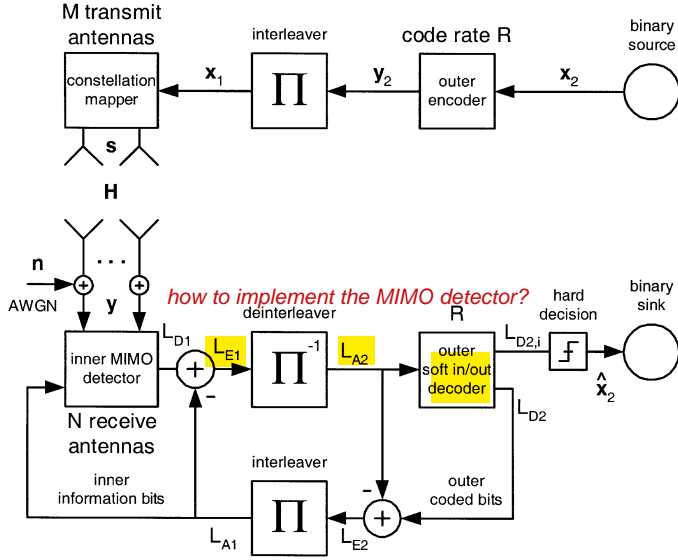 M transmit
antennas
interleaver
code rate R
binary
source
constellation
mapper
x1
Π
y2
outer
encoder
x2
s
H
n
AWGN
y
...
how to implement the MIMO detector?
deinterleaver
R
hard
decision
binary
sink
LD1
LE1
LA2
LD2,i
inner MIMO
detector
+
-
Π-1
outer
soft in/out
decoder
x̂2
N receive
antennas
LD2
interleaver
inner
information bits
Π
-
+
outer
coded bits
LA1
LE2